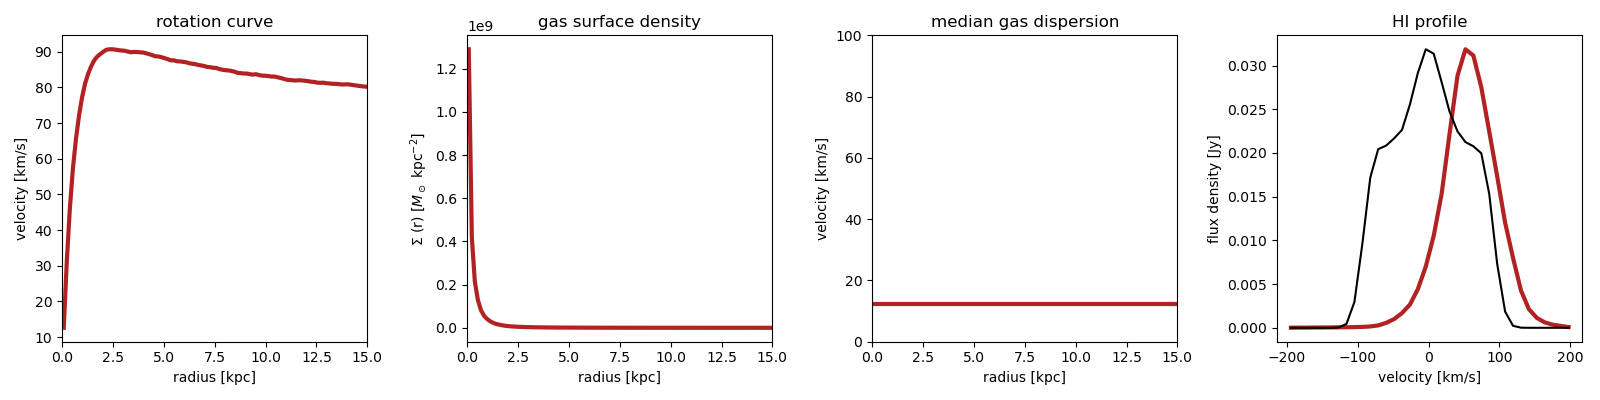 rotation curve
velocity [km/s]
90
80
70
60
50
40
30
20
10
0.0 2.5 5.0 7.5 10.0 12.5 15.0
radius [kpc]
gas surface density
1e9
Σ (r) [M⊙ kpc⁻²]
1.2
1.0
0.8
0.6
0.4
0.2
0.0
0.0 2.5 5.0 7.5 10.0 12.5 15.0
radius [kpc]
median gas dispersion
velocity [km/s]
100
80
60
40
20
0
0.0 2.5 5.0 7.5 10.0 12.5 15.0
radius [kpc]
HI profile
flux density [Jy]
0.030
0.025
0.020
0.015
0.010
0.005
0.000
−200 −100 0 100 200
velocity [km/s]